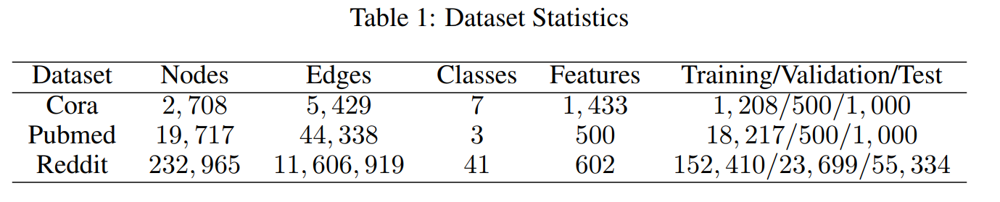 Table 1: Dataset Statistics
Dataset Nodes Edges Classes Features Training/Validation/Test
Cora 2, 708 5, 429 7 1, 433 1, 208/500/1, 000
Pubmed 19, 717 44, 338 3 500 18, 217/500/1, 000
Reddit 232, 965 11, 606, 919 41 602 152, 410/23, 699/55, 334